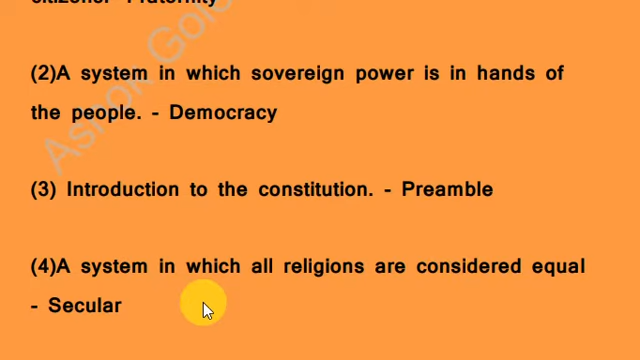 (2)A system in which sovereign power is in hands of
the people. - Democracy
(3) Introduction to the constitution. - Preamble
(4)A system in which all religions are considered equal
- Secular